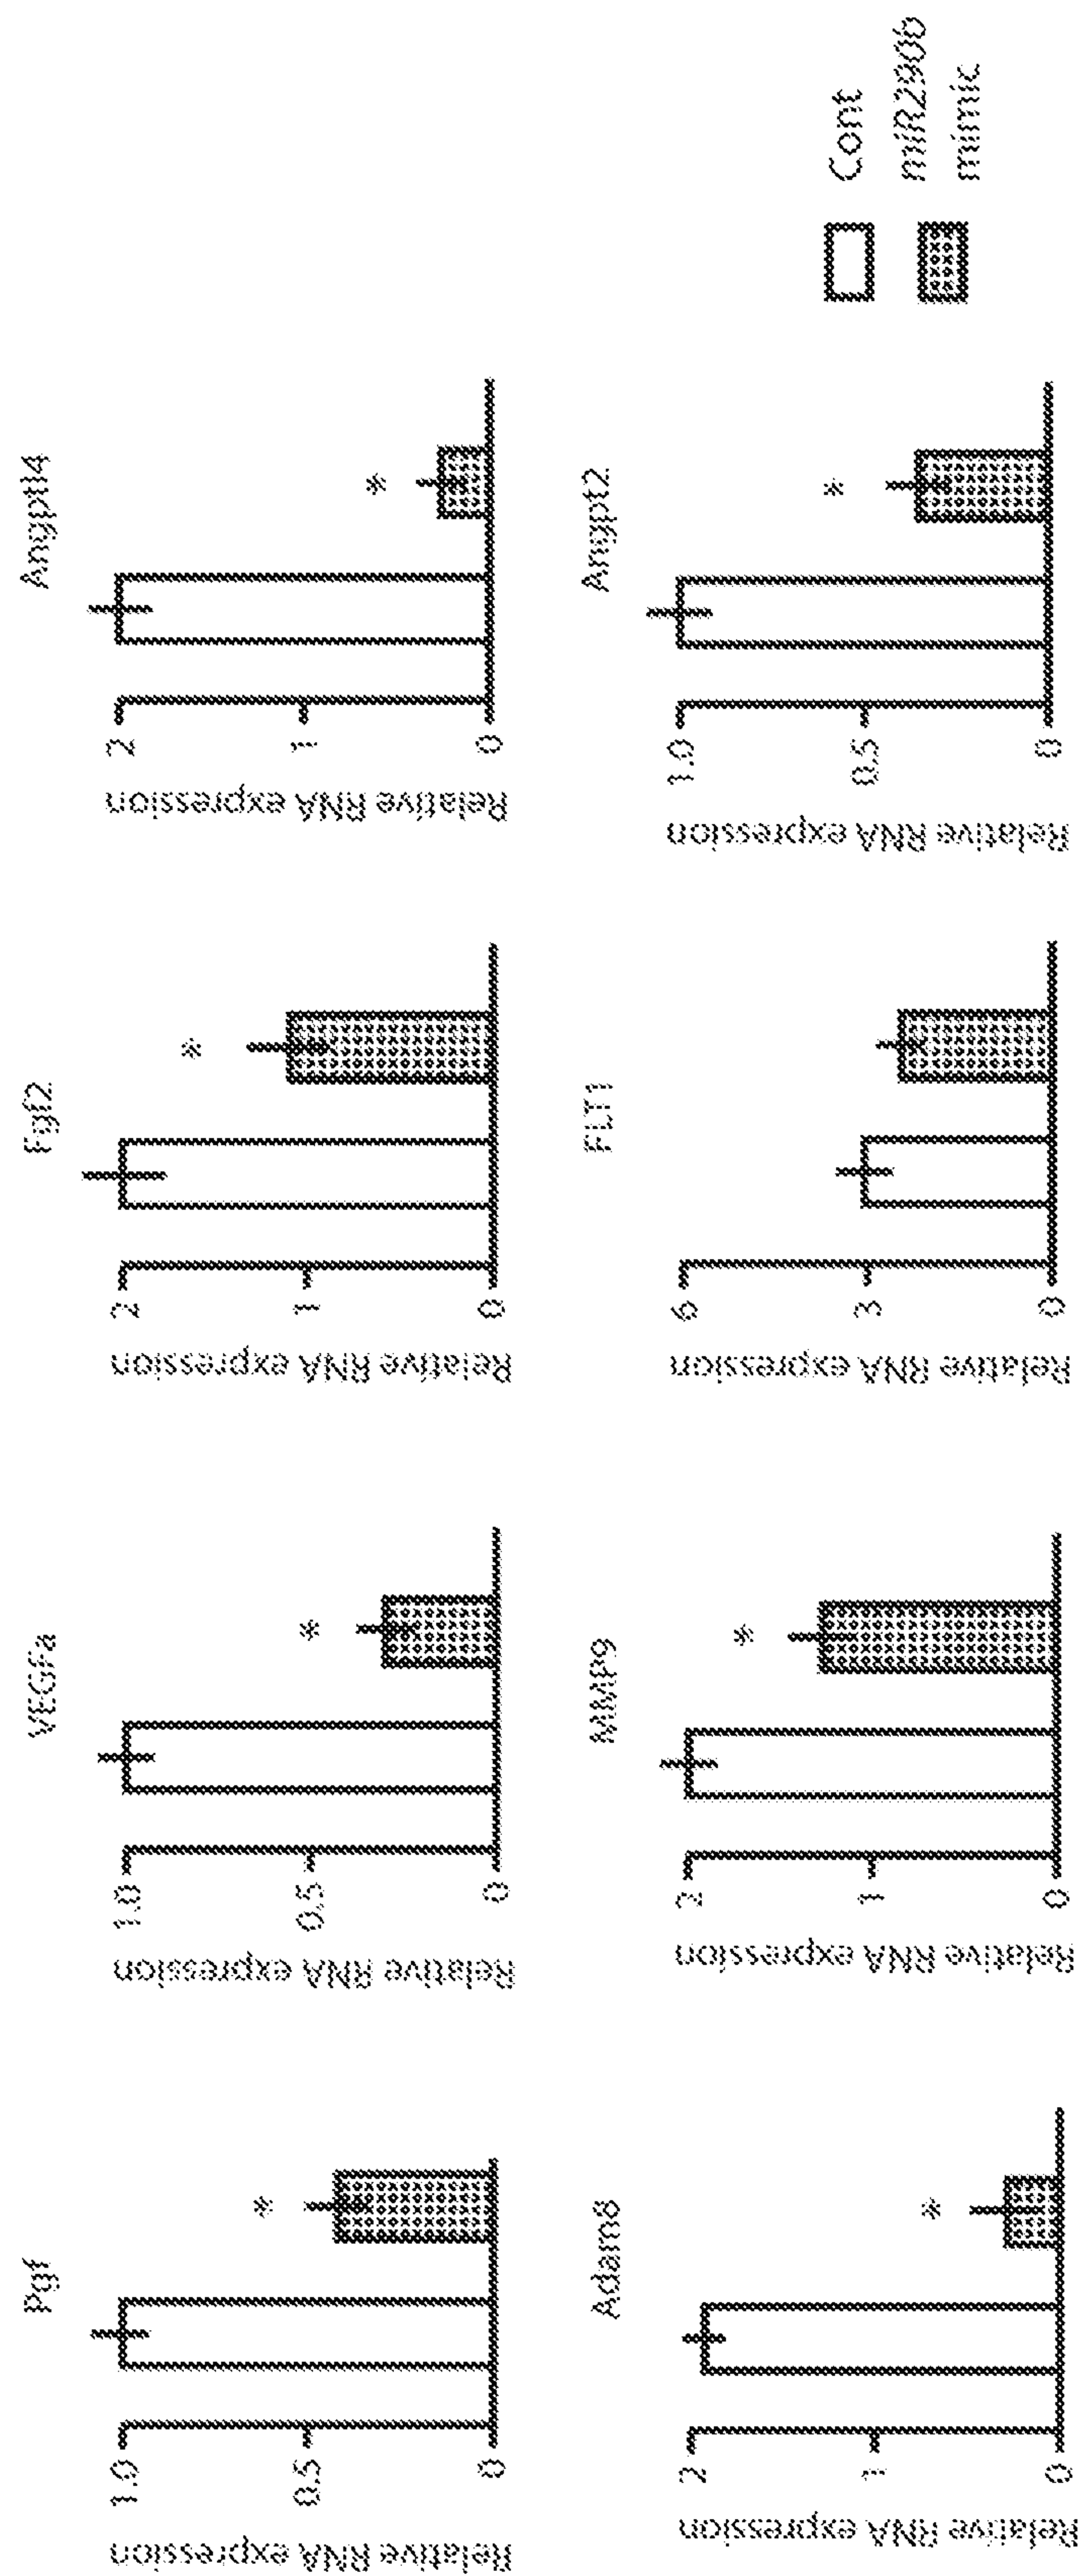 Pgf
Relative RNA expression
1.0
0.5
0
*
VEGFa
Relative RNA expression
1.0
0.5
0
*
Fgf2
Relative RNA expression
2
1
0
*
Angptl4
Relative RNA expression
2
1
0
*
Adam8
Relative RNA expression
2
1
0
*
MMP9
Relative RNA expression
2
1
0
*
FLT1
Relative RNA expression
6
3
0
Angpt2
Relative RNA expression
1.0
0.5
0
*
Cont
miR290b
mimic